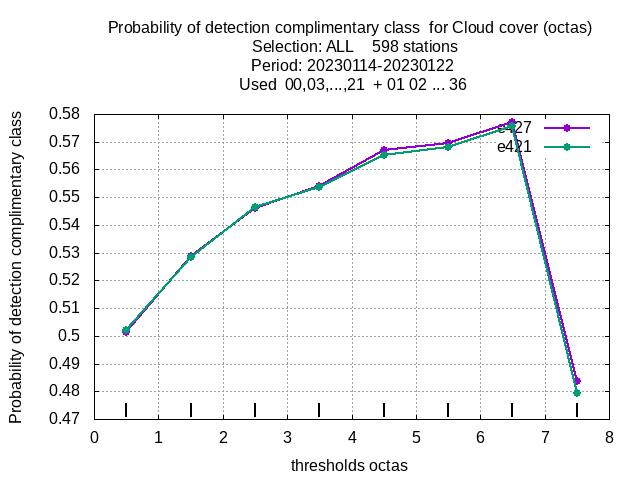 Probability of detection complimentary class  for Cloud cover (octas)
Selection: ALL    598 stations
Period: 20230114-20230122
Used  00,03,...,21  + 01 02 ... 36
Probability of detection complimentary class
0.58
0.57
0.56
0.55
0.54
0.53
0.52
0.51
0.5
0.49
0.48
0.47
e427
e421
0 1 2 3 4 5 6 7 8
thresholds octas